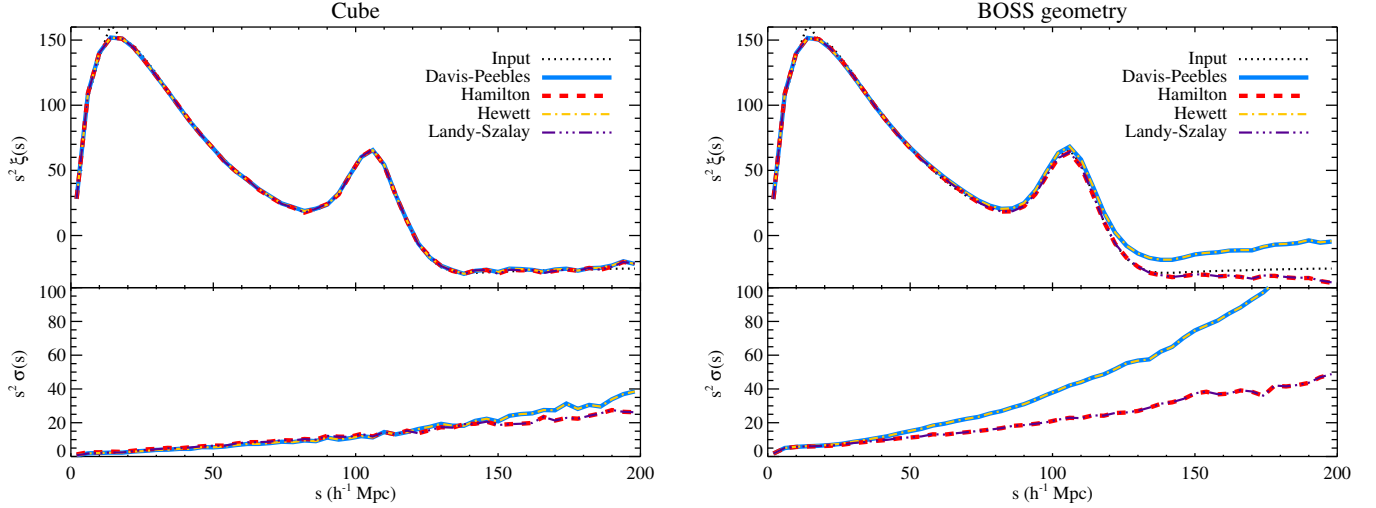 Cube
150
100
50
0
s² ξ(s)
Input
Davis-Peebles
Hamilton
Hewett
Landy-Szalay
100
80
60
40
20
0
s² σ(s)
0 50 100 150 200
s (h⁻¹ Mpc)
BOSS geometry
150
100
50
0
s² ξ(s)
Input
Davis-Peebles
Hamilton
Hewett
Landy-Szalay
100
80
60
40
20
0
s² σ(s)
0 50 100 150 200
s (h⁻¹ Mpc)